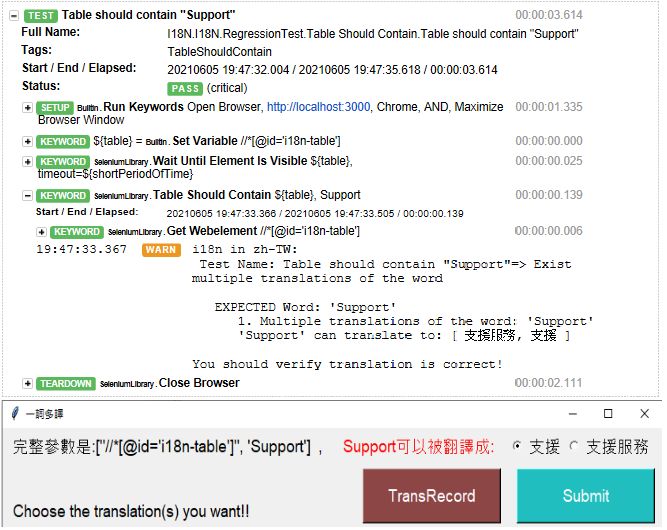 TEST Table should contain "Support" 00:00:03.614
Full Name: I18N.I18N.RegressionTest.Table Should Contain.Table should contain "Support"
Tags: TableShouldContain
Start / End / Elapsed: 20210605 19:47:32.004 / 20210605 19:47:35.618 / 00:00:03.614
Status: PASS (critical)
SETUP BuiltIn.Run Keywords Open Browser, http://localhost:3000, Chrome, AND, Maximize 00:00:01.335
Browser Window
KEYWORD ${table} = BuiltIn.Set Variable //*[@id='i18n-table'] 00:00:00.000
KEYWORD SeleniumLibrary.Wait Until Element Is Visible ${table}, 00:00:00.025
timeout=${shortPeriodOfTime}
KEYWORD SeleniumLibrary.Table Should Contain ${table}, Support 00:00:00.139
Start / End / Elapsed: 20210605 19:47:33.366 / 20210605 19:47:33.505 / 00:00:00.139
KEYWORD SeleniumLibrary.Get Webelement //*[@id='i18n-table'] 00:00:00.006
19:47:33.367 WARN i18n in zh-TW:
Test Name: Table should contain "Support"=> Exist
multiple translations of the word
EXPECTED Word: 'Support'
1. Multiple translations of the word: 'Support'
'Support' can translate to: [ 支援服務, 支援 ]
You should verify translation is correct!
TEARDOWN SeleniumLibrary.Close Browser 00:00:02.111
一詞多譯
完整參數是:["//*[@id='i18n-table']", 'Support'] , Support可以被翻譯成: 支援 支援服務
TransRecord Submit
Choose the translation(s) you want!!